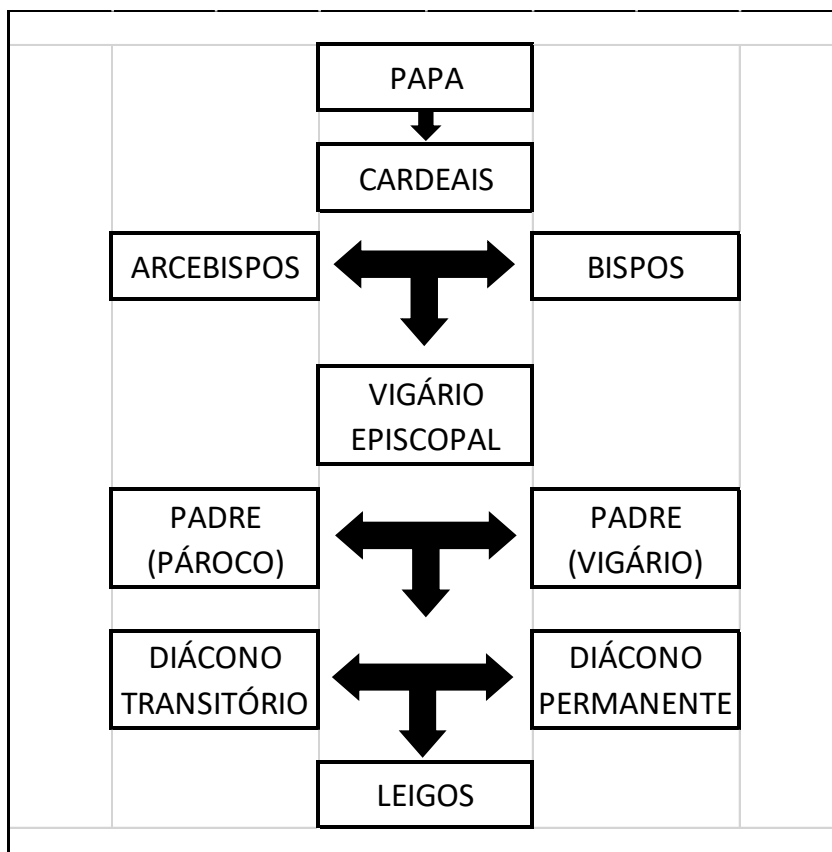 PAPA
CARDEAIS
ARCEBISPOS
BISPOS
VIGÁRIO
EPISCOPAL
PADRE
(PÁROCO)
PADRE
(VIGÁRIO)
DIÁCONO
TRANSITÓRIO
DIÁCONO
PERMANENTE
LEIGOS